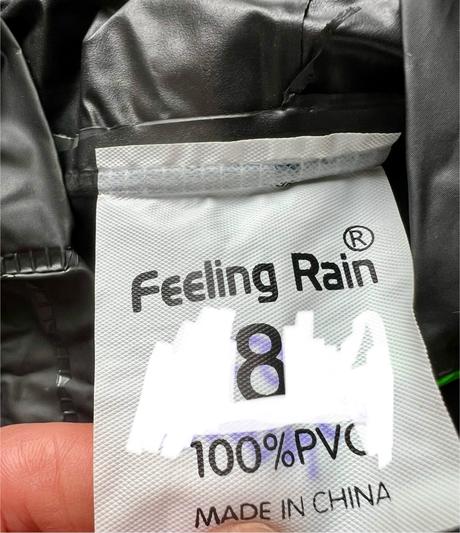 Feeling Rain ®
8
100%PVC
MADE IN CHINA